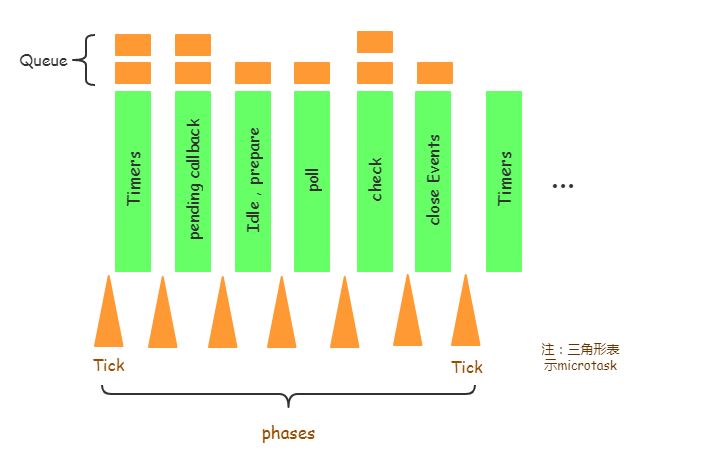 Queue
Timers
pending callback
Idle，prepare
poll
check
close Events
Timers
...
Tick
Tick
注：三角形表
示microtask
phases